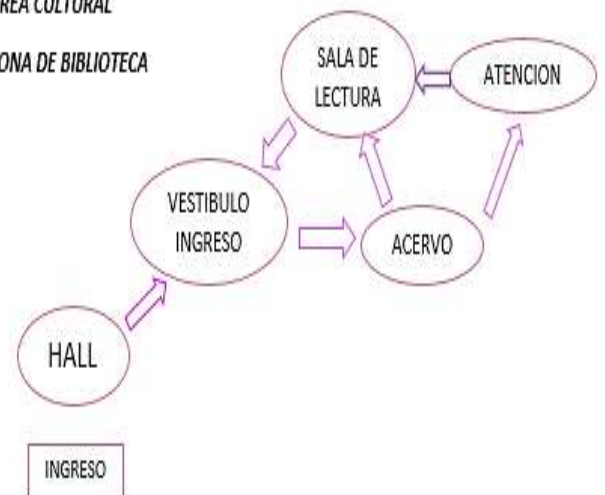 REA CULTURAL
ONA DE BIBLIOTECA
SALA DE
LECTURA
ATENCION
VESTIBULO
INGRESO
ACERVO
HALL
INGRESO